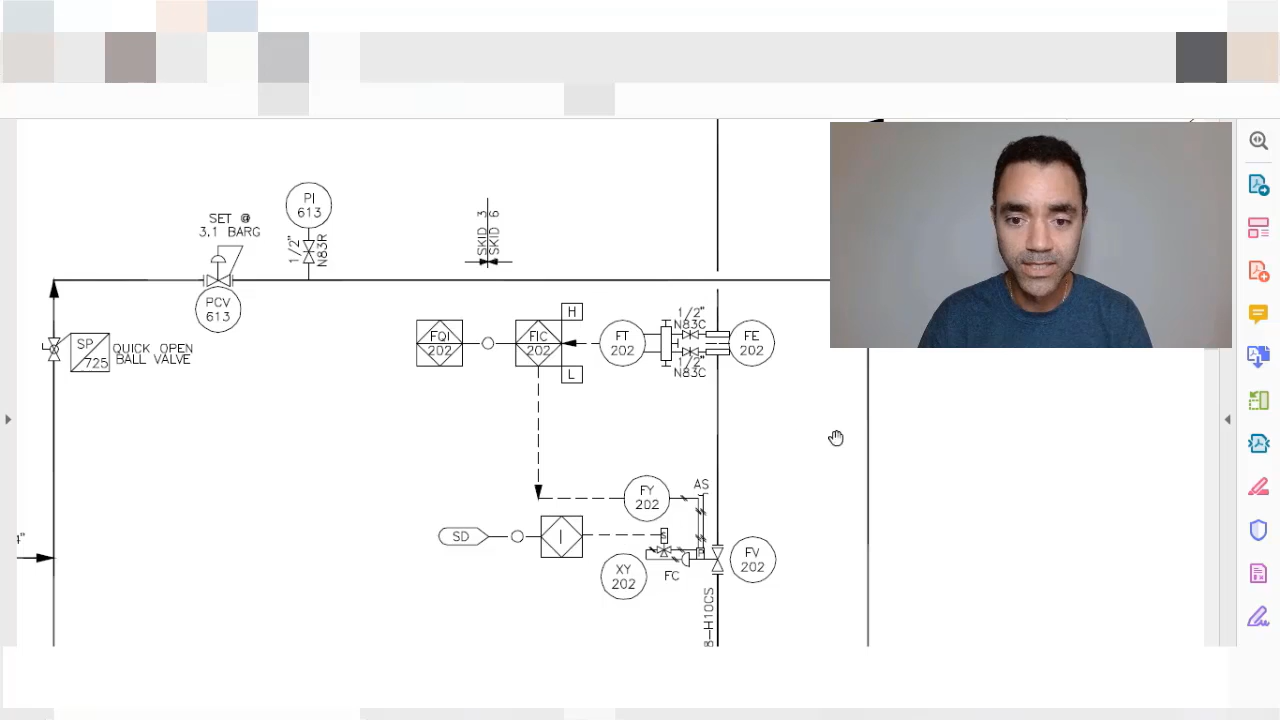 PI
613
SET @
3.1 BARG
1/2"
N83R
SKID 3
SKID 6
PCV
613
SP
725
QUICK OPEN
BALL VALVE
FQI
202
FIC
202
H
L
FT
202
1/2"
N83C
1/2"
N83C
FE
202
FY
202
AS
SD
I
S
P
XY
202
FC
FV
202
4"
8-H10CS